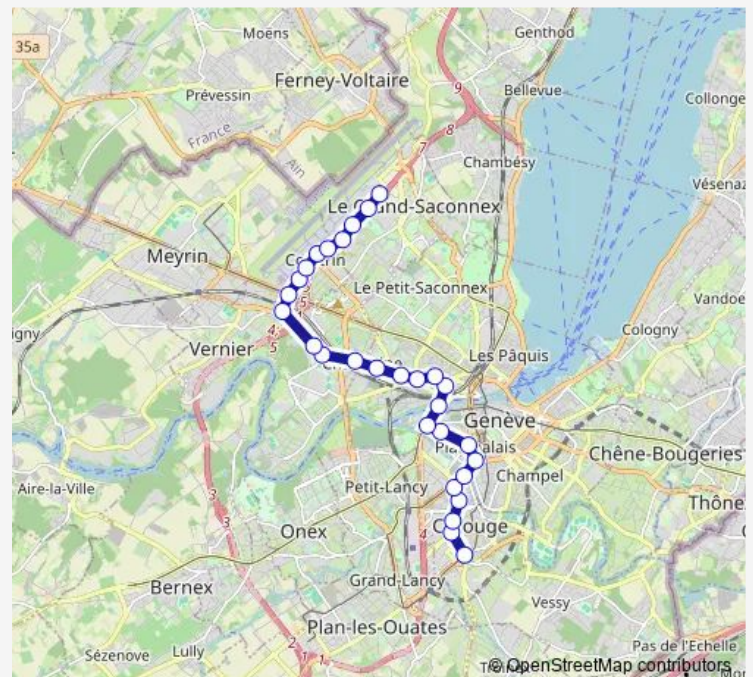 Moëns
Genthod
35a
Ferney-Voltaire
Prévessin
Bellevue
9
Collonge
8
France
Ain
7
Chambésy
Vésenaz
Le Grand-Saconnex
Meyrin
Le Petit-Saconnex
5
Vandoe
igny
4
5
Vernier
Cologny
Les Pâquis
Genève
Chêne-Bougeries
Aire-la-Ville
Petit-Lancy
Champel
Thône
3
3
Onex
4
Grand-Lancy
Bernex
Vessy
Plan-les-Ouates
Pas de l'Echelle
Sézenove
Lully
2
1
1
© OpenStreetMap contributors